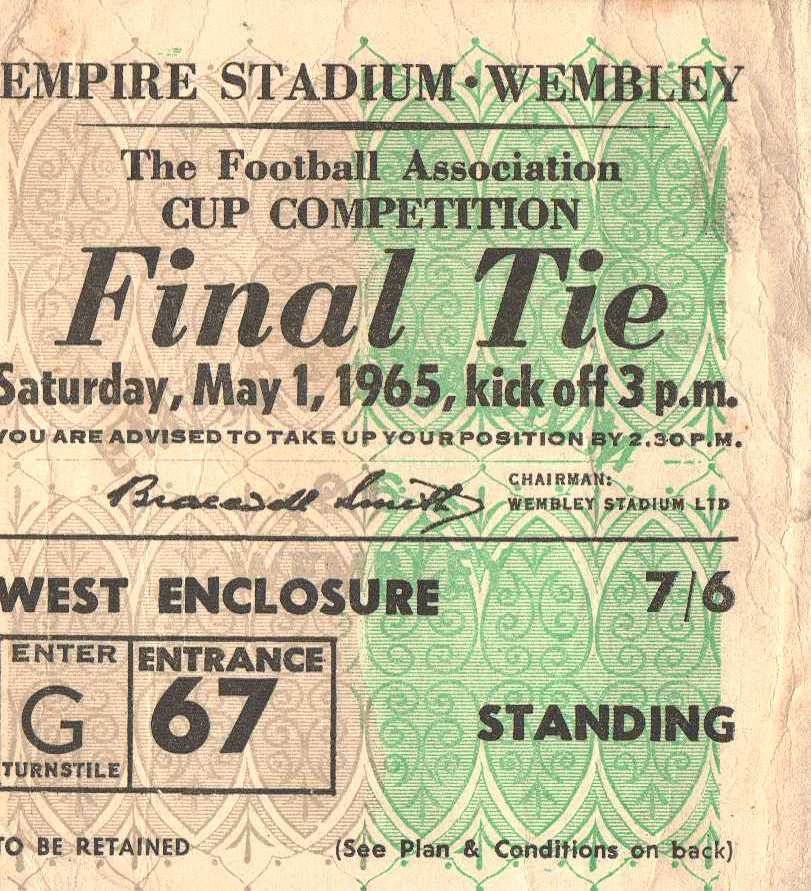 EMPIRE STADIUM • WEMBLEY
The Football Association
CUP COMPETITION
Final Tie
Saturday, May 1, 1965, kick off 3 p.m.
YOU ARE ADVISED TO TAKE UP YOUR POSITION BY 2.30 P.M.
Bracewell Smith
CHAIRMAN:
WEMBLEY STADIUM LTD
WEST ENCLOSURE 7/6
ENTER
G
TURNSTILE
ENTRANCE
67
STANDING
TO BE RETAINED (See Plan & Conditions on back)